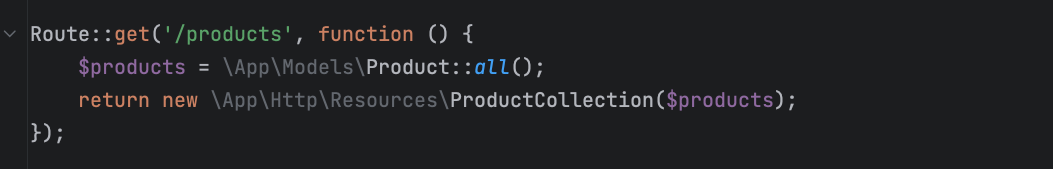 Route::get('/products', function () {
    $products = \App\Models\Product::all();
    return new \App\Http\Resources\ProductCollection($products);
});